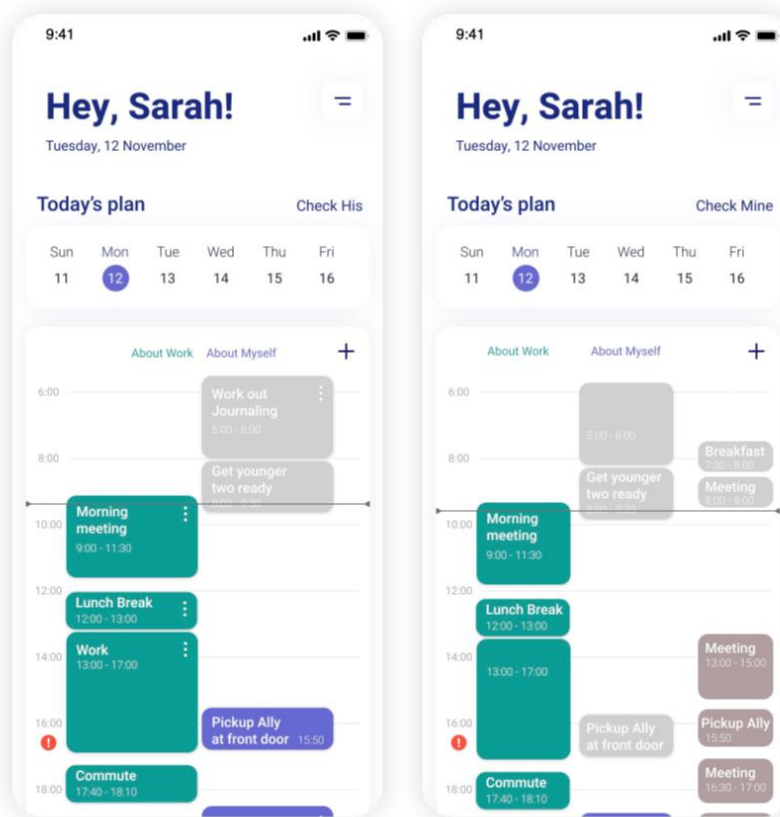 9:41
Hey, Sarah!
Tuesday, 12 November
Today's plan
Check His
Sun Mon Tue Wed Thu Fri
11 12 13 14 15 16
About Work About Myself +
6:00
Work out
Journaling
5:00 - 8:00
8:00
Get younger
two ready
8:00 - 9:30
Morning
meeting
9:00 - 11:30
10:00
12:00
Lunch Break
12:00 - 13:00
Work
13:00 - 17:00
14:00
16:00
Pickup Ally
at front door 15:50
!
Commute
17:40 - 18:10
18:00
9:41
Hey, Sarah!
Tuesday, 12 November
Today's plan
Check Mine
Sun Mon Tue Wed Thu Fri
11 12 13 14 15 16
About Work About Myself +
6:00
5:00 - 8:00
8:00
Breakfast
7:30 - 8:00
Get younger
two ready
8:00 - 9:30
Meeting
8:00 - 9:00
Morning
meeting
9:00 - 11:30
10:00
12:00
Lunch Break
12:00 - 13:00
13:00 - 17:00
14:00
Meeting
13:00 - 15:00
16:00
Pickup Ally
at front door
Pickup Ally
15:50
!
Meeting
16:30 - 17:00
Commute
17:40 - 18:10
18:00